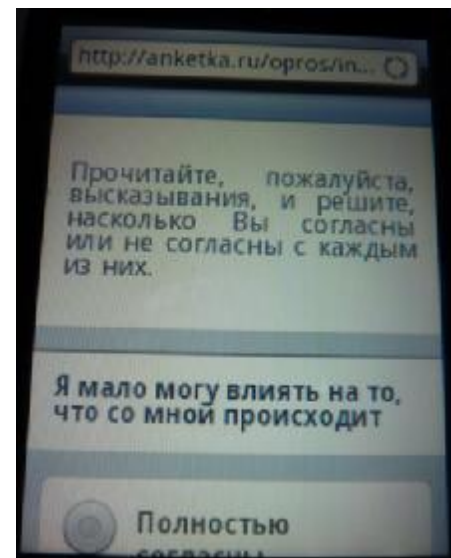 http://anketka.ru/opros/in...
Прочитайте, пожалуйста,
высказывания, и решите,
насколько Вы согласны
или не согласны с каждым
из них.
Я мало могу влиять на то,
что со мной происходит
Полностью
согласны